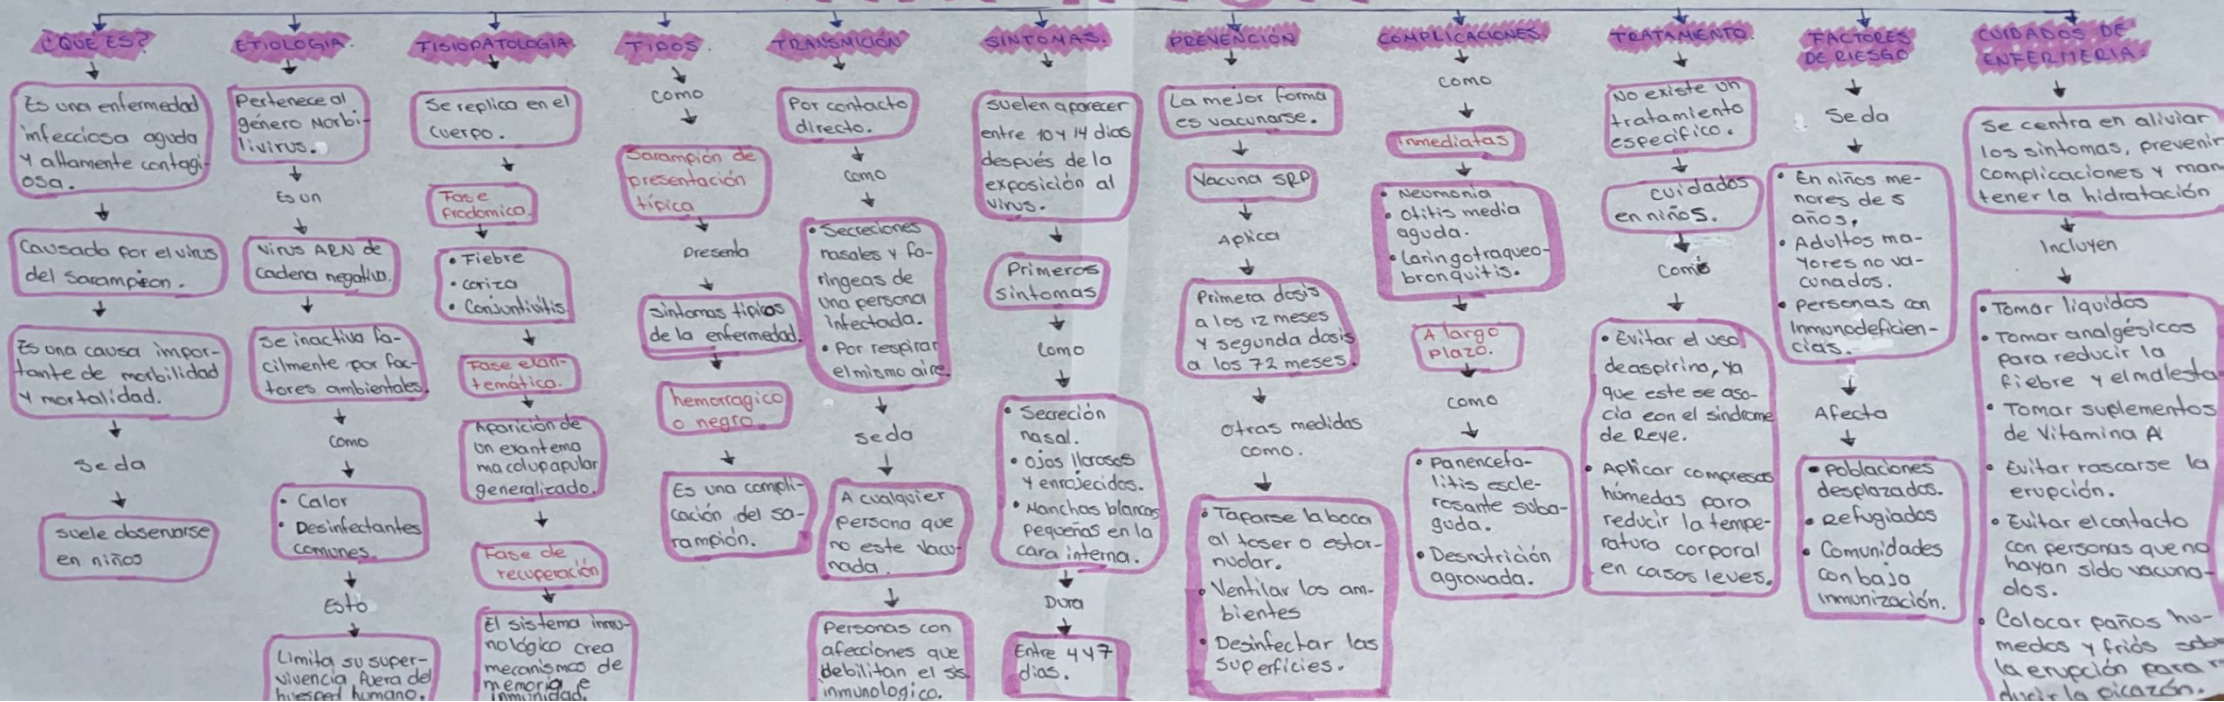 ¿QUE ES?
Es una enfermedad
infecciosa aguda
y altamente contagi-
osa.
Causada por el virus
del sarampion.
Es una causa impor-
tante de morbilidad
y mortalidad.
Se da
suele obsenarse
en niños
ETIOLOGIA.
Pertenece al
género Morbi-
livirus.
Es un
virus ARN de
cadena negativa.
Se inactiva fa-
cilmente por fac-
tores ambientales.
como
• Calor
• Desinfectantes
comunes.
Esto
Limita su super-
vivencia fuera del
huesped humano.
FISIOPATOLOGIA.
Se replica en el
cuerpo.
Fase
Prodomica.
• Fiebre
• coriza
• Conjuntivitis.
Fase exan-
temática.
Aparición de
un exantema
maculopapular
generalizado.
Fase de
recuperación
El sistema inmu-
nológico crea
mecanismos de
memoria e
inmunidad.
TIPOS.
como
Sarampión de
presentación
típica
Presenta
sintomas tipicos
de la enfermedad.
hemorragico
o negro.
Es una compli-
cación del sa-
rampión.
TRANSMICIÓN
Por contacto
directo.
como
• Secreciones
nasales y fa-
ringeas de
una persona
infectada.
• Por respirar
el mismo aire.
se da
A cualquier
persona que
no este vacu-
nada.
Personas con
afecciones que
debilitan el sis.
inmunologico.
SINTOMAS.
suelen aparecer
entre 10 y 14 dias
después de la
exposición al
virus.
Primeros
sintomas
como
• Secreción
nasal.
• Ojos llorosos
y enrojecidos.
• Manchas blancas
pequeñas en la
cara interna.
Dura
Entre 4 y 7
dias.
PREVENCIÓN
La mejor forma
es vacunarse.
Vacuna SRP
Aplica
Primera dosis
a los 12 meses
y segunda dosis
a los 72 meses.
otras medidas
como.
• Taparse la boca
al toser o estor-
nudar.
• Ventilar los am-
bientes
• Desinfectar las
superficies.
COMPLICACIONES.
como
inmediatas
• Neumonia
• otitis media
aguda.
• Laringotraqueo-
bronquitis.
A largo
plazo.
como
• panencefa-
litis escle-
rosante suba-
guda.
• Desnutrición
agravada.
TRATAMIENTO.
No existe un
tratamiento
especifico.
cuidados
en niños.
como
• Evitar el uso
de aspirina, ya
que este se aso-
cia con el sindrome
de Reye.
• Aplicar compresas
húmedas para
reducir la tempe-
ratura corporal
en casos leves.
FACTORES
DE RIESGO
Se da
• En niños me-
nores de 5
años.
• Adultos ma-
yores no va-
cunados.
• personas con
Inmunodeficien-
cias.
Afecta
• Poblaciones
desplazadas.
• Refugiados
• Comunidades
con baja
inmunización.
CUIDADOS DE
ENFERMERIA.
Se centra en aliviar
los sintomas, prevenir
complicaciones y man
tener la hidratación
Incluyen
• Tomar liquidos
• Tomar analgésicos
para reducir la
fiebre y el malesta
• Tomar suplementos
de Vitamina A
• Evitar rascarse la
erupción.
• Evitar el contacto
con personas que no
hayan sido vacuna-
dos.
• Colocar paños hu-
medos y friós sob
la erupción para r
ducir la picazón.